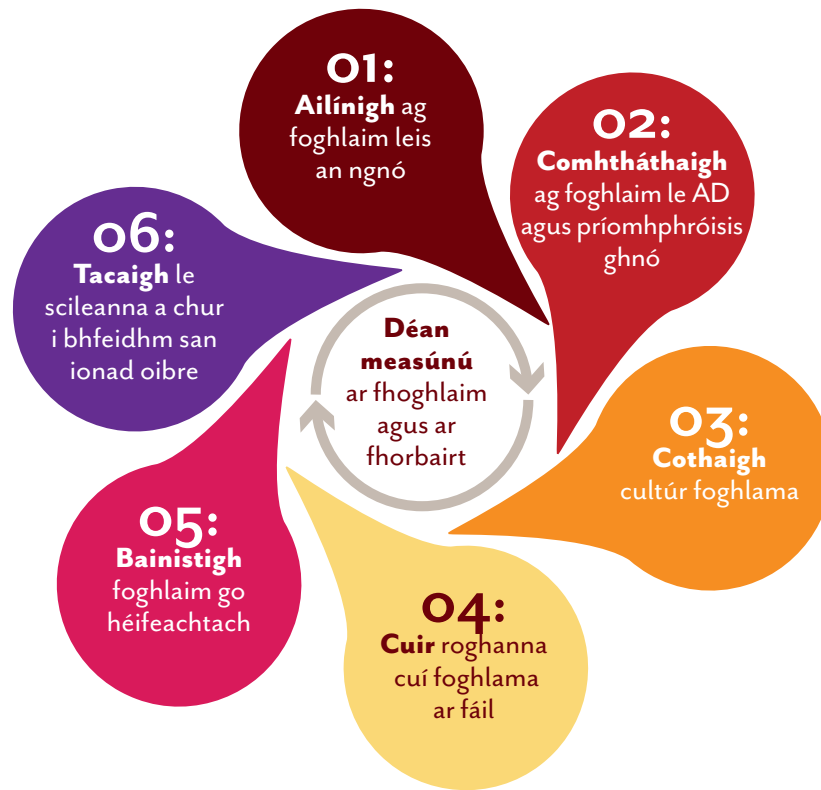 01:
Ailínigh ag
foghlaim leis
an ngnó
02:
Comhtháthaigh
ag foghlaim le AD
agus príomhphróisis
ghnó
03:
Cothaigh
cultúr foghlama
04:
Cuir roghanna
cuí foghlama
ar fáil
05:
Bainistigh
foghlaim go
héifeachtach
06:
Tacaigh le
scileanna a chur
i bhfeidhm san
ionad oibre
Déan
measúnú
ar fhoghlaim
agus ar
fhorbairt